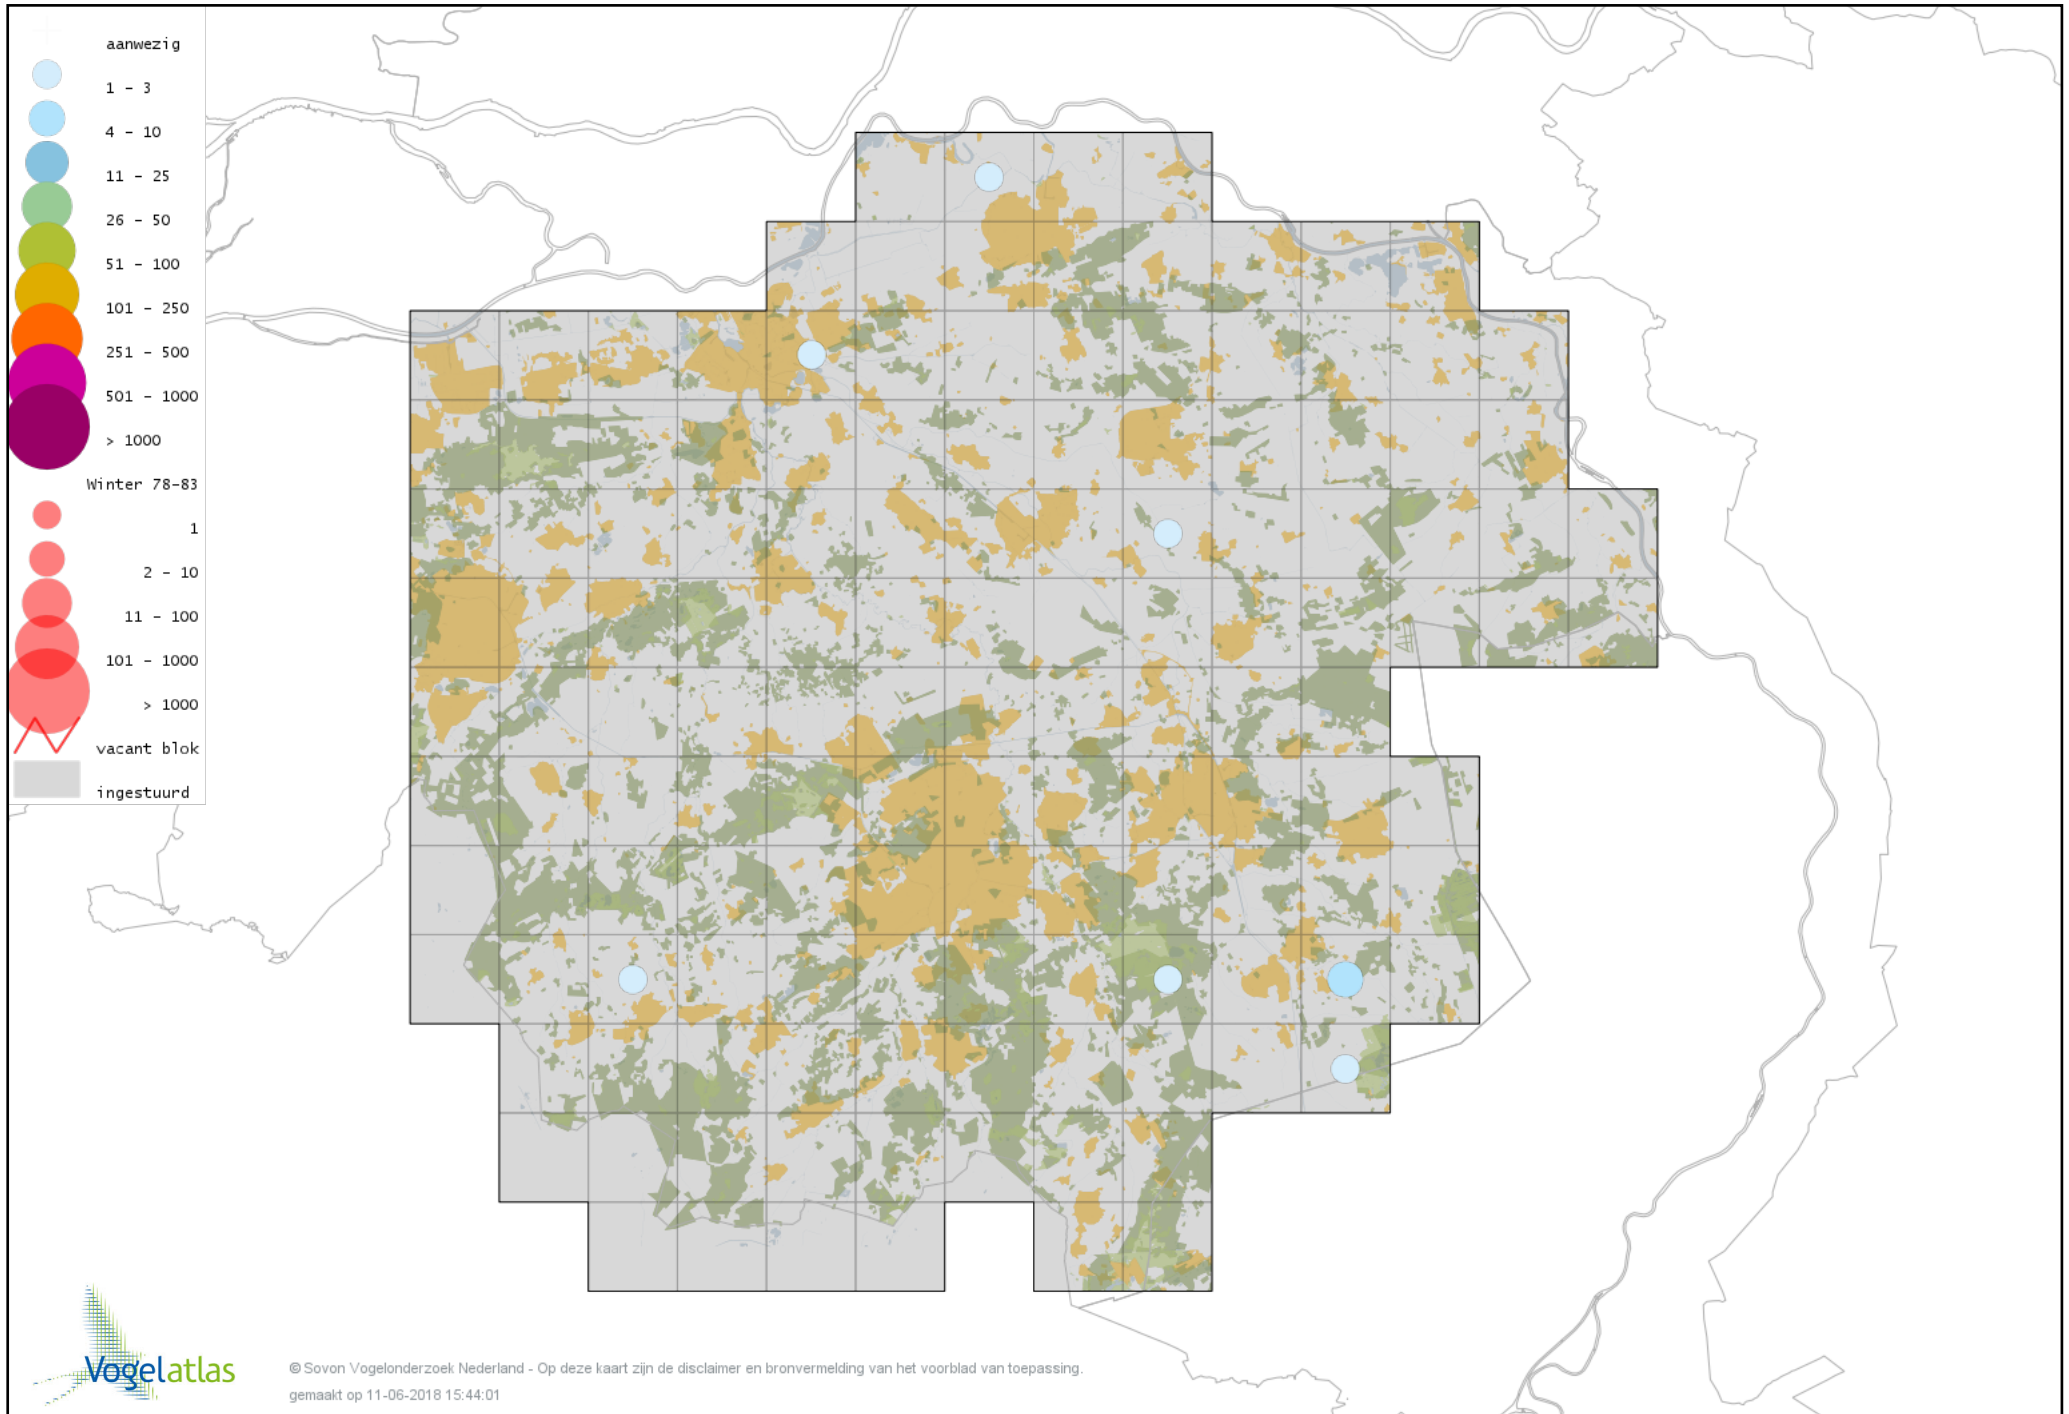 aanwezig
1 – 3
4 – 10
11 – 25
26 – 50
51 – 100
101 – 250
251 – 500
501 – 1000
> 1000
Winter 78-83
1
2 – 10
11 – 100
101 – 1000
> 1000
vacant blok
ingestuurd
Vogelatlas
© Sovon Vogelonderzoek Nederland - Op deze kaart zijn de disclaimer en bronvermelding van het voorblad van toepassing.
gemaakt op 11-06-2018 15:44:01